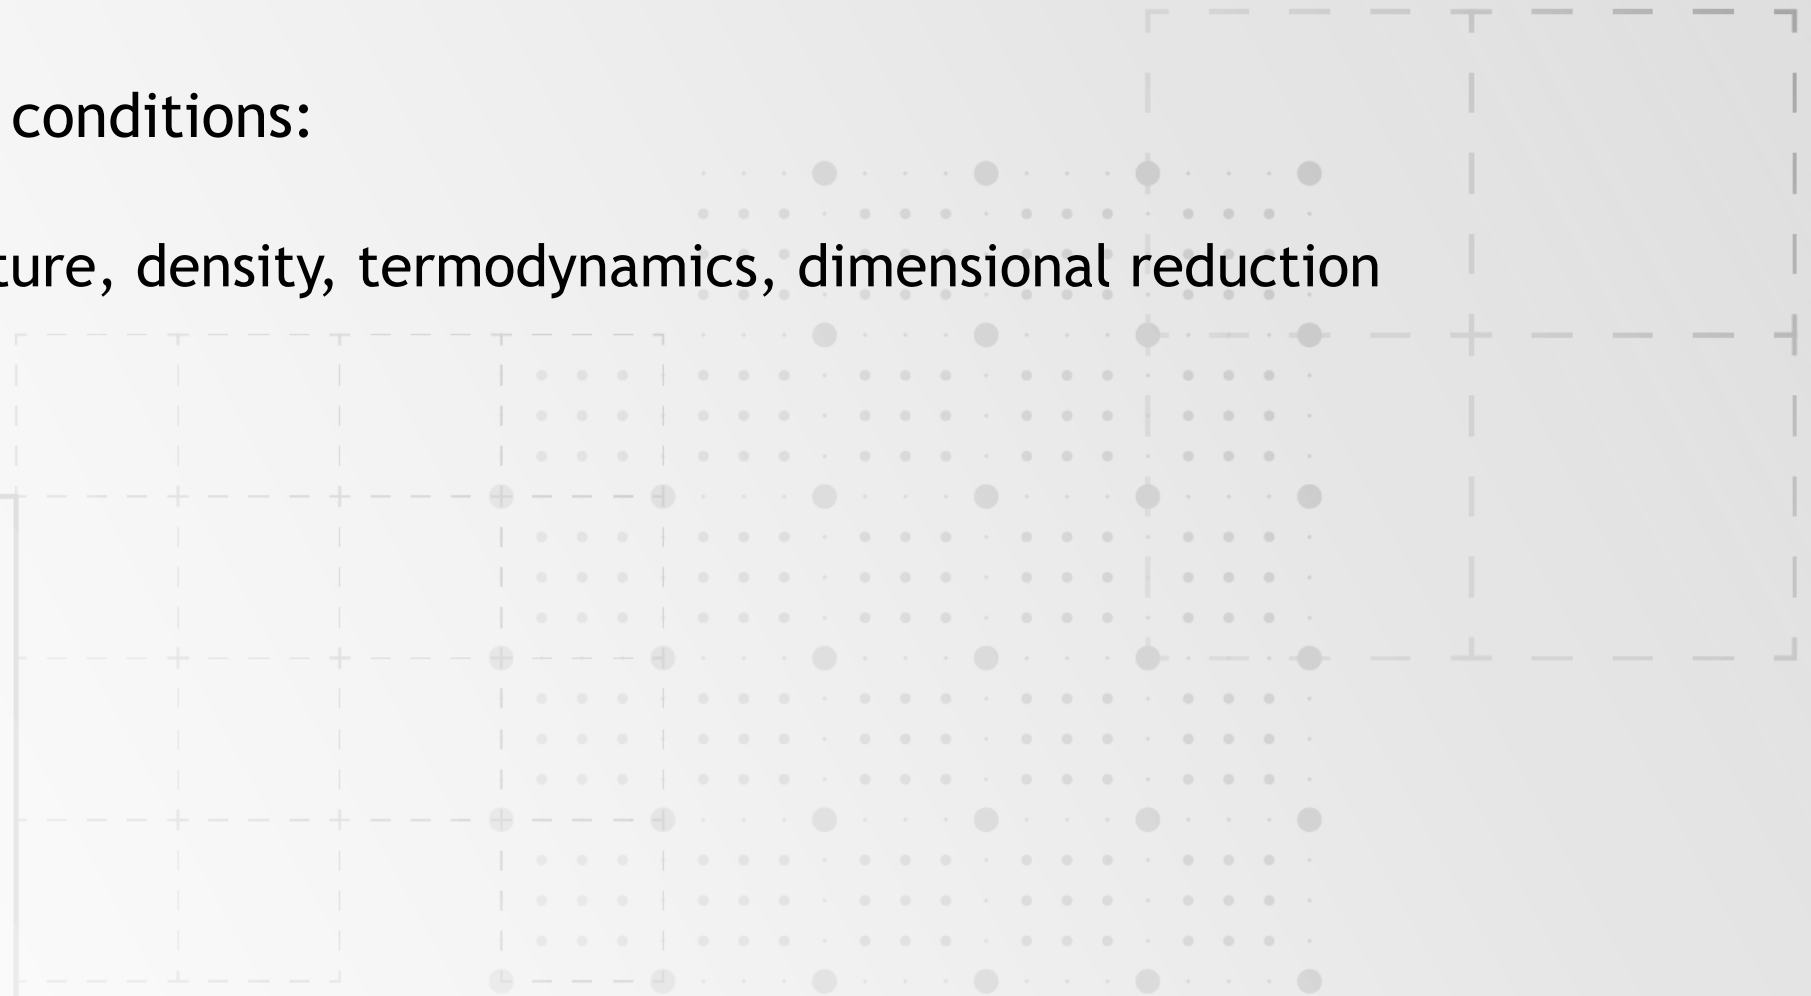 conditions:
ture, density, termodynamics, dimensional reduction